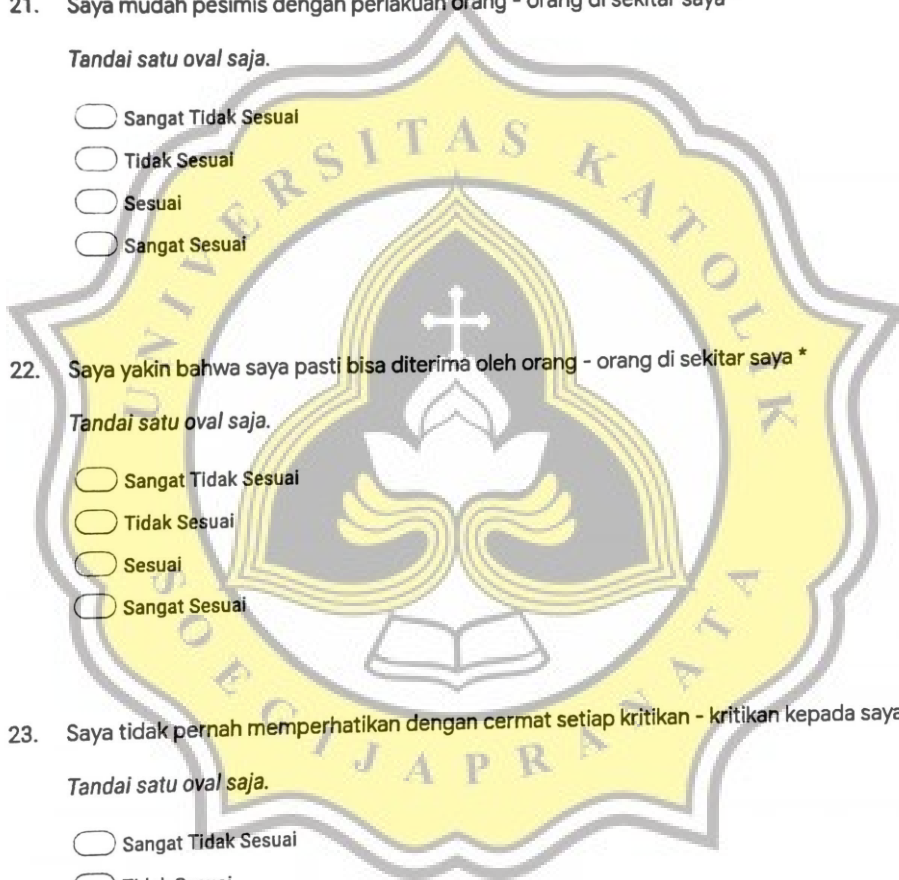 21. Saya mudah pesimis dengan perlakuan orang - orang di sekitar saya
Tandai satu oval saja.
Sangat Tidak Sesuai
Tidak Sesuai
Sesuai
Sangat Sesuai
22. Saya yakin bahwa saya pasti bisa diterima oleh orang - orang di sekitar saya *
Tandai satu oval saja.
Sangat Tidak Sesuai
Tidak Sesuai
Sesuai
Sangat Sesuai
23. Saya tidak pernah memperhatikan dengan cermat setiap kritikan - kritikan kepada saya
Tandai satu oval saja.
Sangat Tidak Sesuai
UNIVERSITAS KATOLIK
SOEGIJAPRANATA